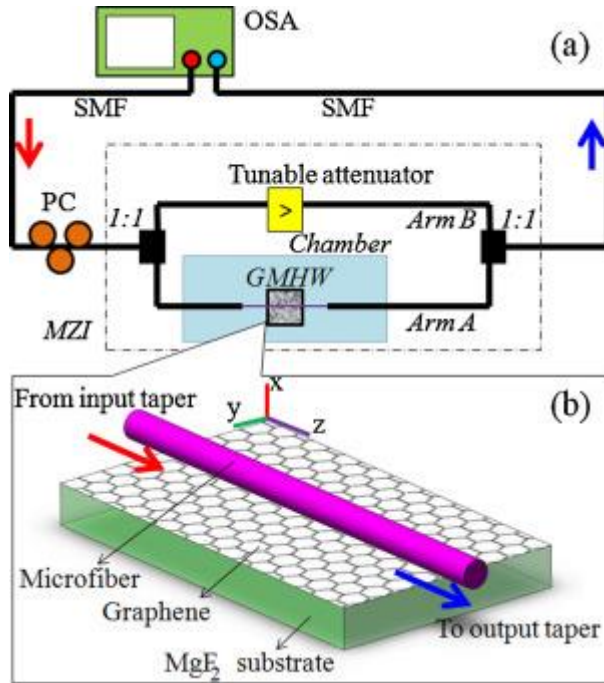 OSA
(a)
SMF
SMF
Tunable attenuator
PC
1:1
>
Arm B
1:1
Chamber
GMHW
MZI
Arm A
From input taper
x
(b)
y
z
Microfiber
Graphene
To output taper
MgF2 substrate